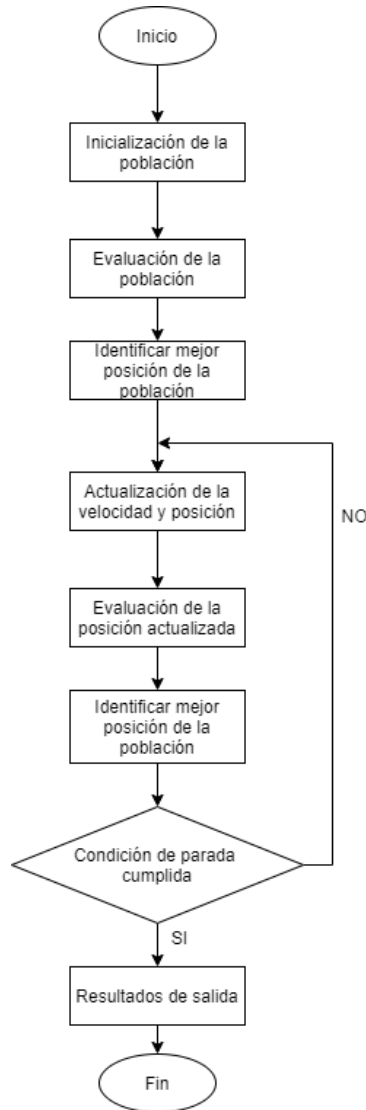 Inicio
Inicialización de la
población
Evaluación de la
población
Identificar mejor
posición de la
población
Actualización de la
velocidad y posición
NO
Evaluación de la
posición actualizada
Identificar mejor
posición de la
población
Condición de parada
cumplida
SI
Resultados de salida
Fin